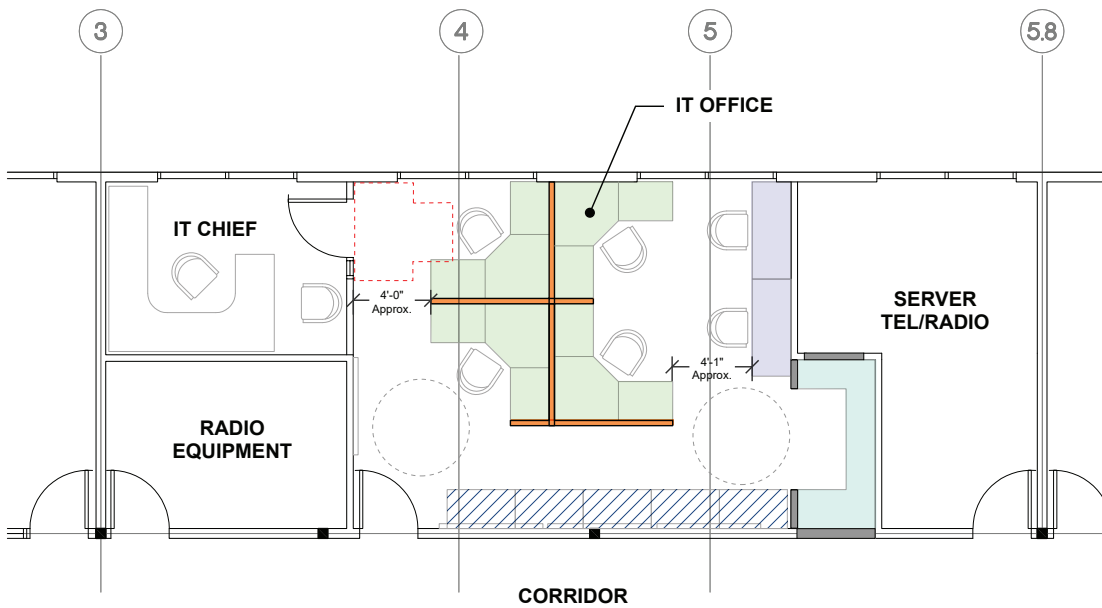 3
4
5
5.8
IT OFFICE
IT CHIEF
4'-0"
Approx.
SERVER
TEL/RADIO
4'-1"
Approx.
RADIO
EQUIPMENT
CORRIDOR